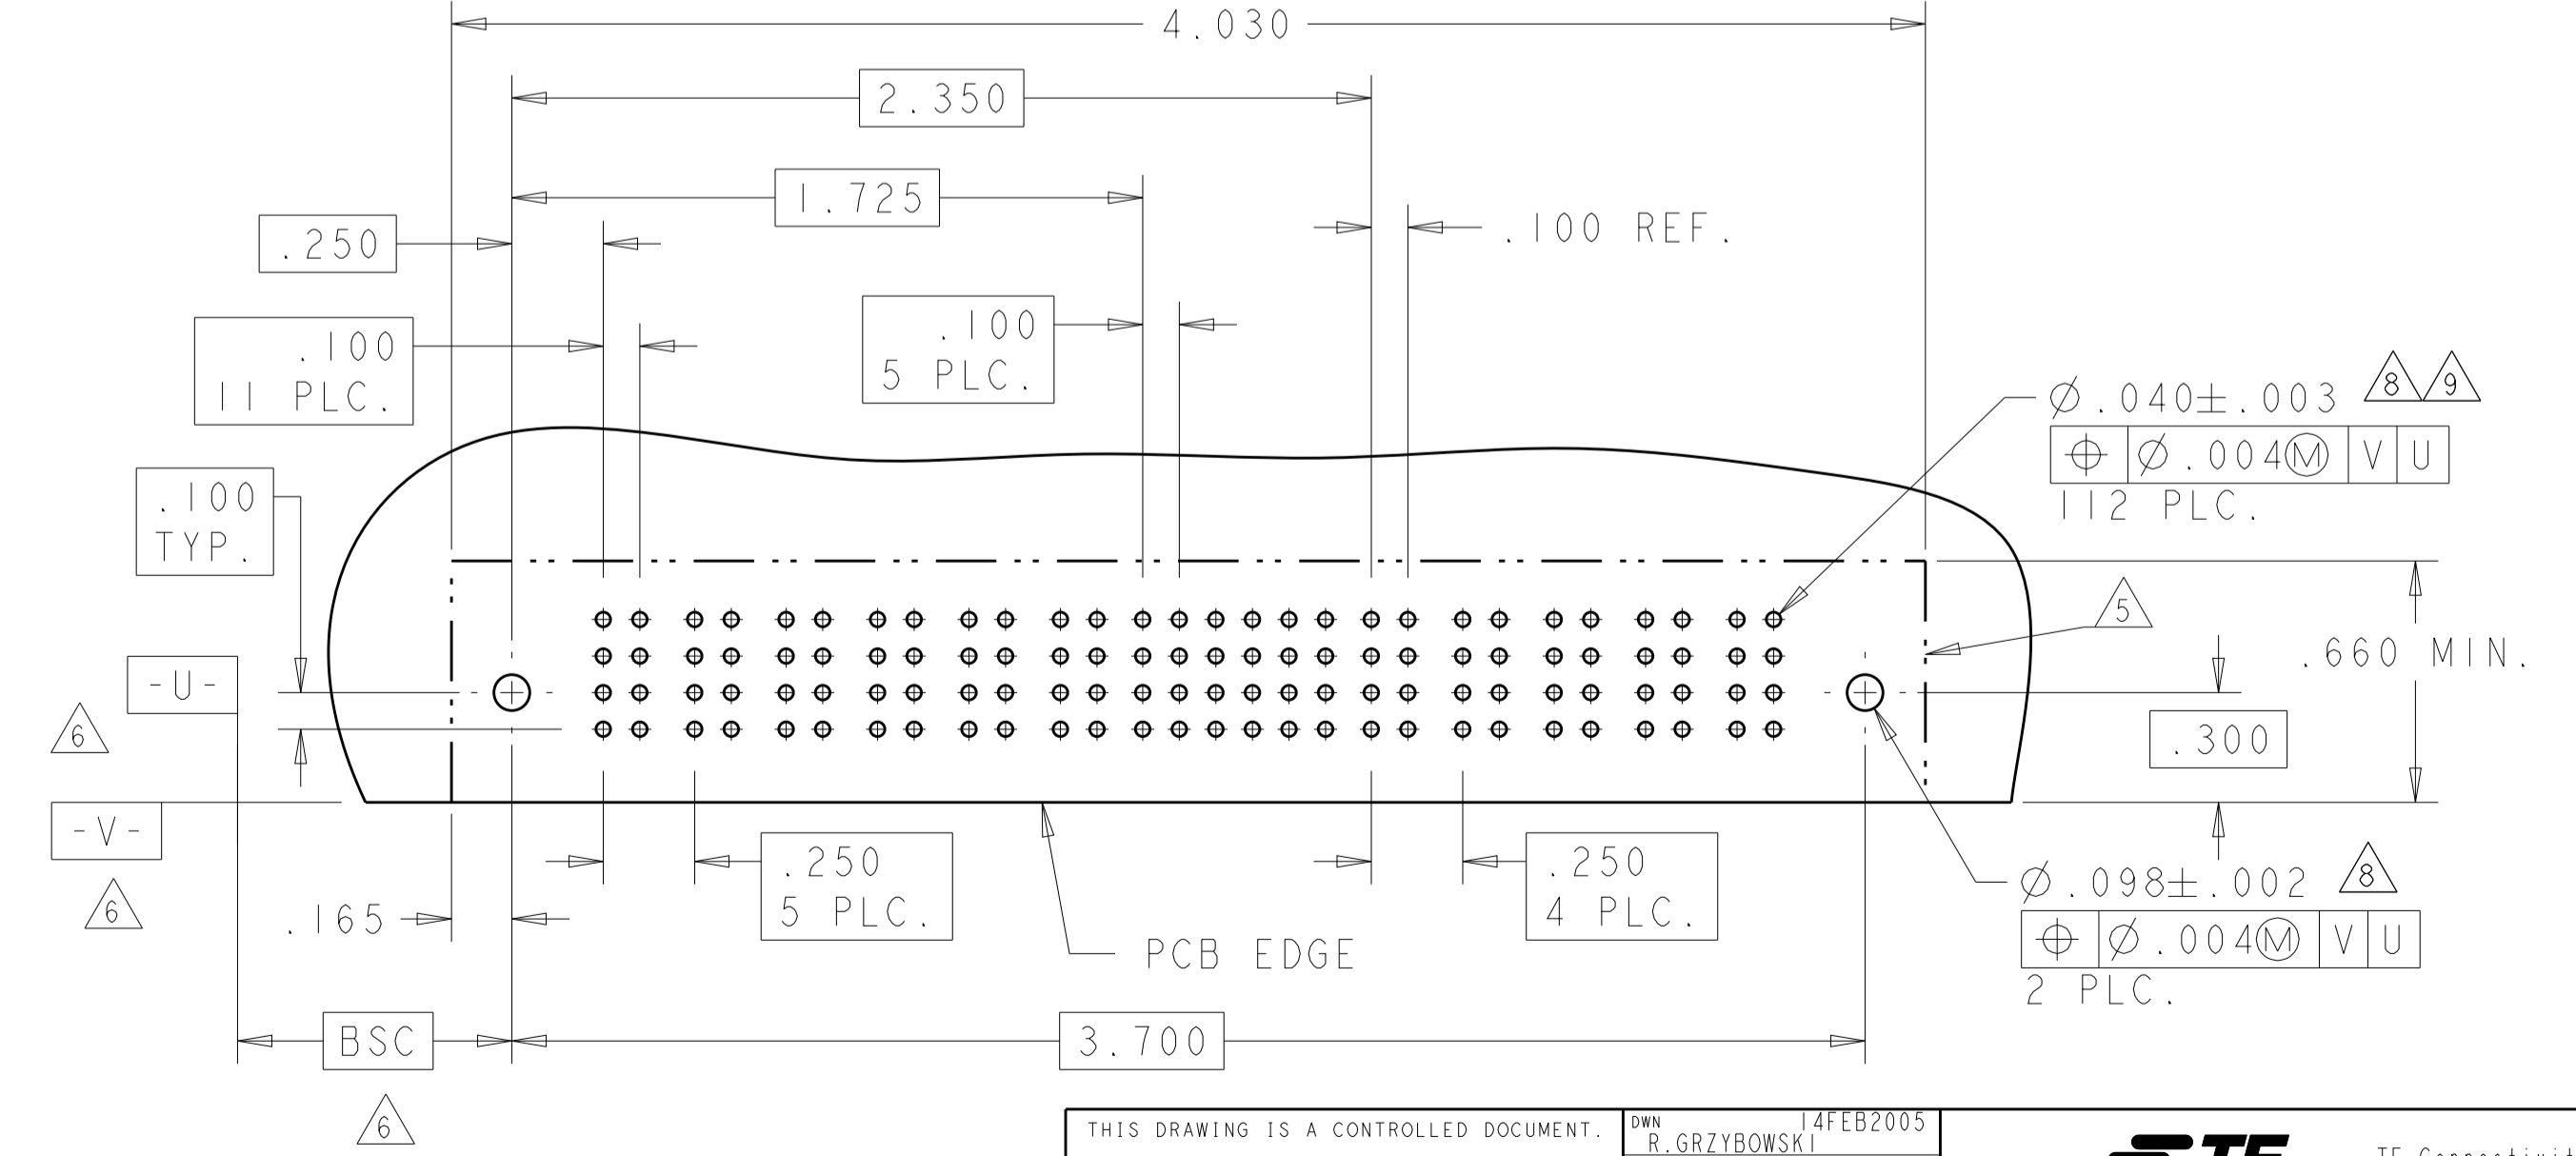 4.030
2.350
1.725
.250
.100 REF.
.100
11 PLC.
.100
5 PLC.
Ø.040±.003
8
9
⌖ Ø.004Ⓜ V U
112 PLC.
.100
TYP.
5
.660 MIN.
-U-
6
.300
-V-
6
.250
5 PLC.
.250
4 PLC.
Ø.098±.002
8
⌖ Ø.004Ⓜ V U
2 PLC.
.165
PCB EDGE
BSC
3.700
6
THIS DRAWING IS A CONTROLLED DOCUMENT.
DWN 14FEB2005
R.GRZYBOWSKI
TE
TE